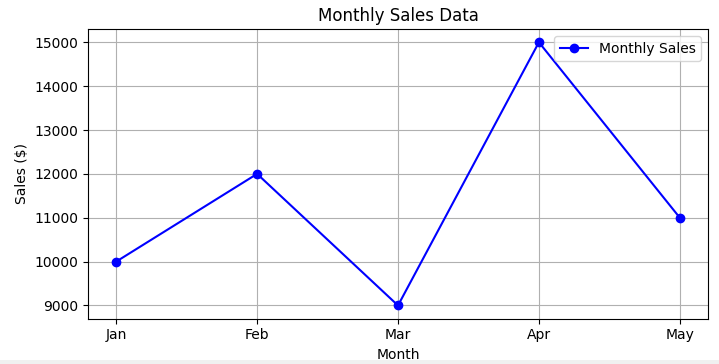 Monthly Sales Data
Monthly Sales
15000
14000
13000
12000
11000
10000
9000
Sales ($)
Jan Feb Mar Apr May
Month